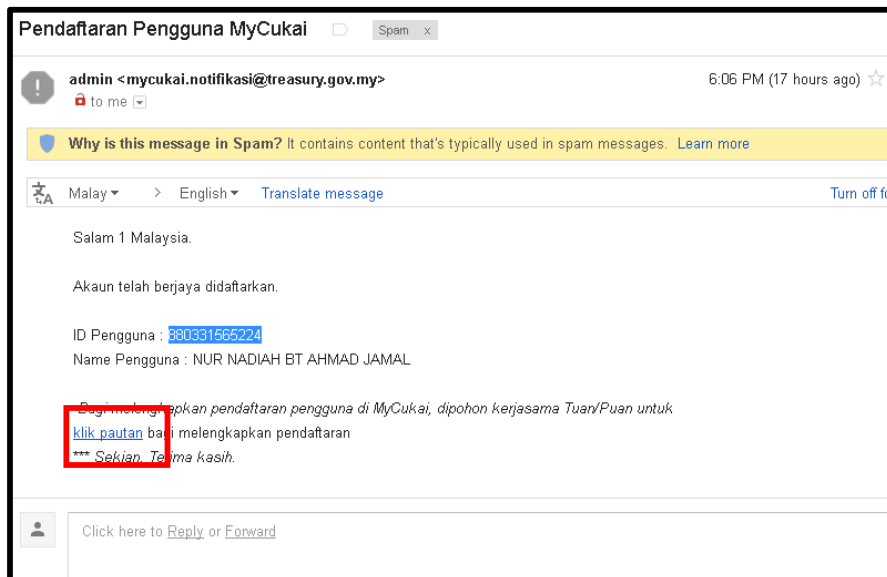 Pendaftaran Pengguna MyCukai Spam x
admin <mycukai.notifikasi@treasury.gov.my> 6:06 PM (17 hours ago)
to me
Why is this message in Spam? It contains content that's typically used in spam messages. Learn more
Malay > English Translate message Turn off fo
Salam 1 Malaysia.
Akaun telah berjaya didaftarkan.
ID Pengguna : 880331565224
Name Pengguna : NUR NADIAH BT AHMAD JAMAL
Bagi melengkapkan pendaftaran pengguna di MyCukai, dipohon kerjasama Tuan/Puan untuk
klik pautan bagi melengkapkan pendaftaran
*** Sekian. Terima kasih.
Click here to Reply or Forward